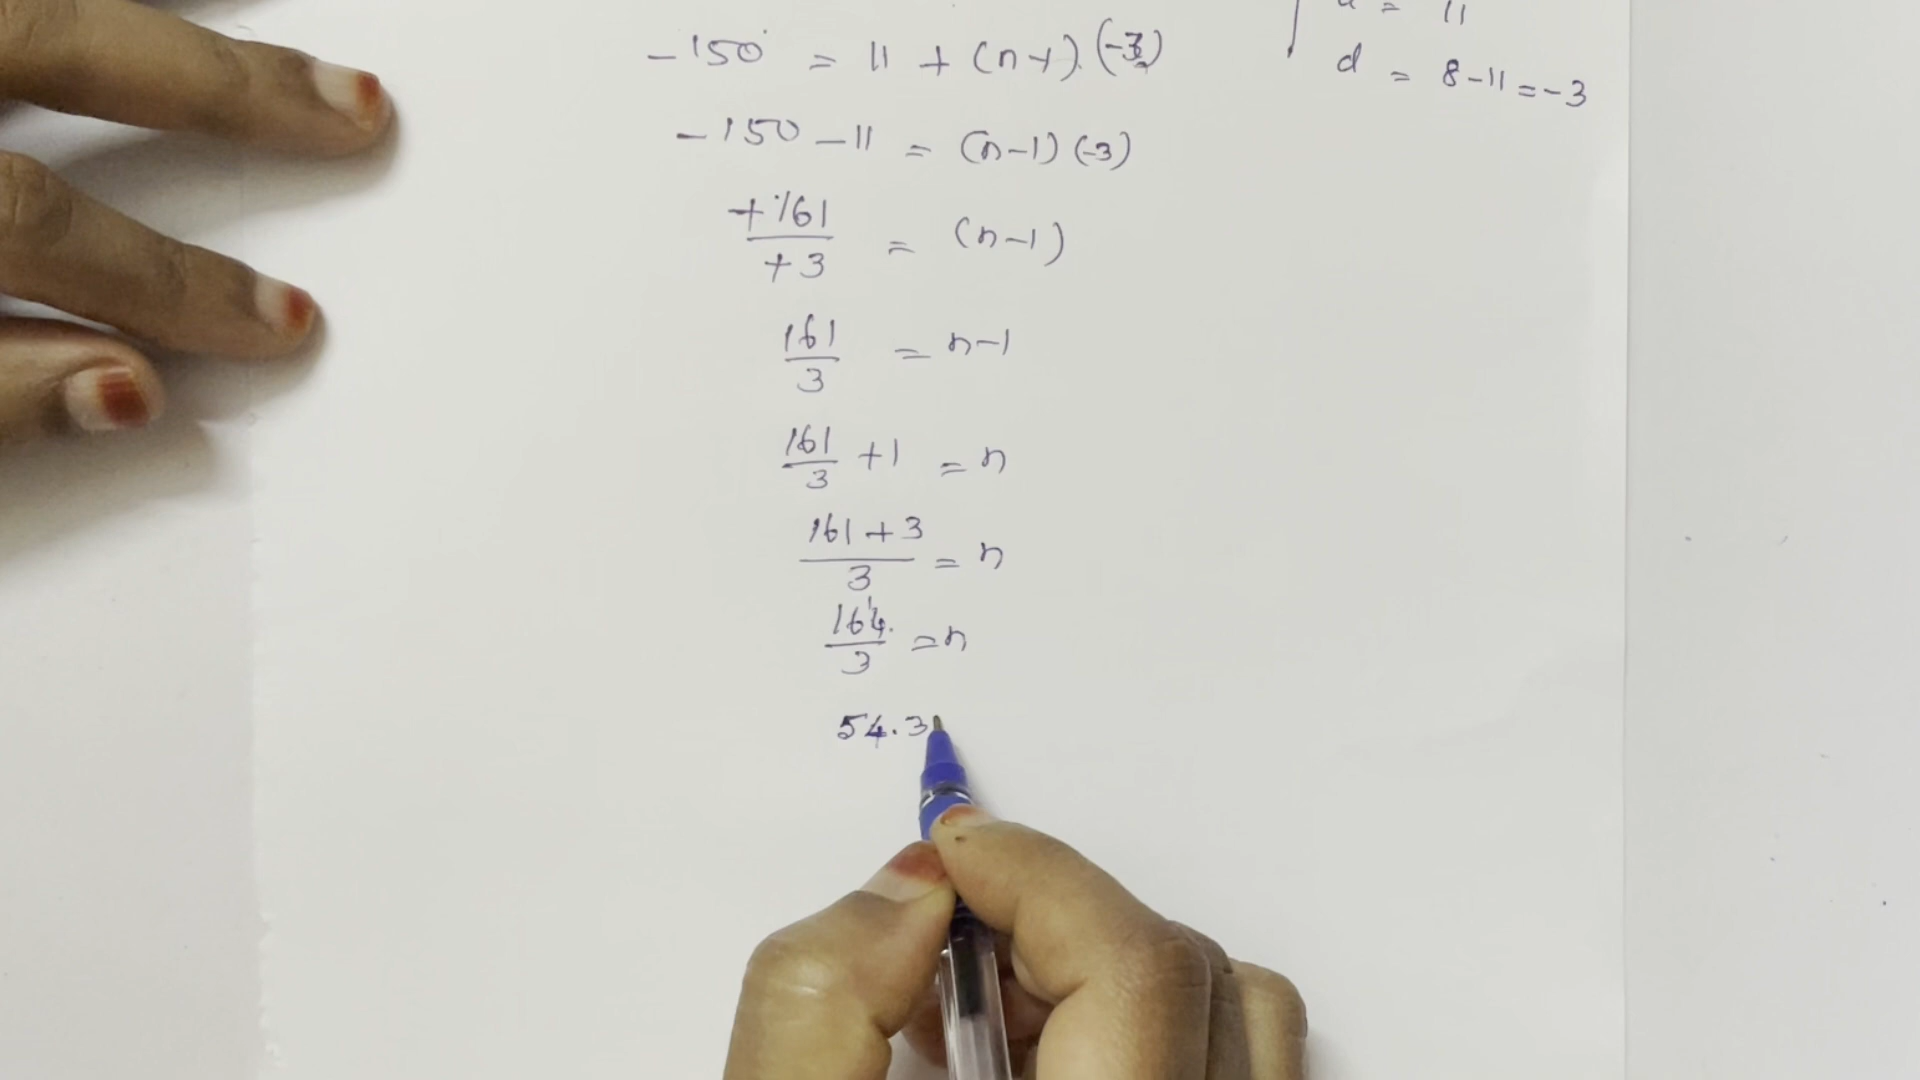 -150 = 11 + (n-1) (-3)
-150 - 11 = (n-1) (-3)
+161/+3 = (n-1)
161/3 = n-1
161/3 + 1 = n
161+3/3 = n
164/3 = n
54.3
= 11
d = 8-11 = -3